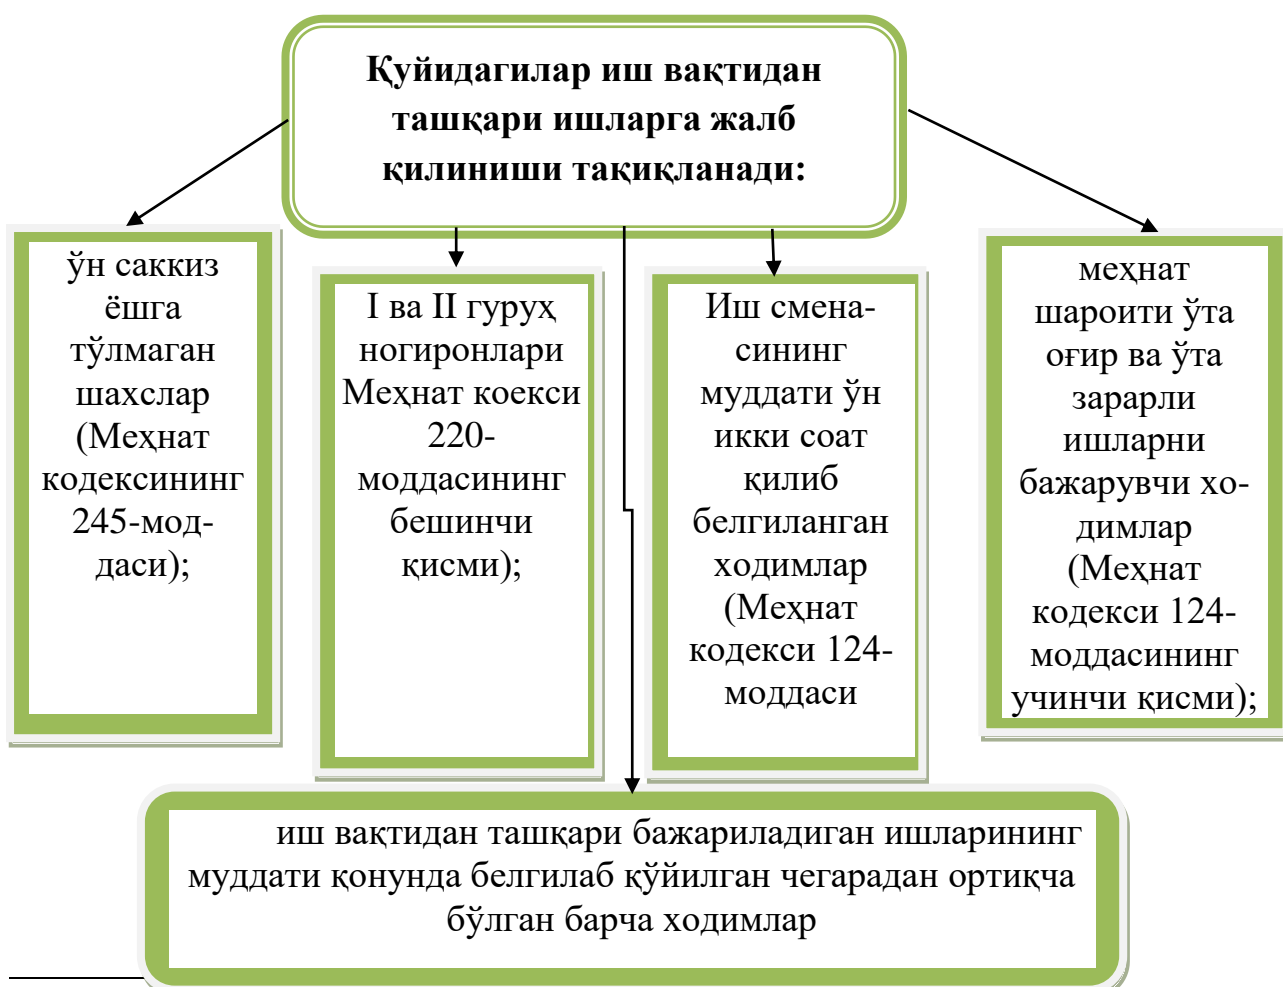 Қуйидагилар иш вақтидан
ташқари ишларга жалб
қилиниши тақиқланади:
ўн саккиз
ёшга
тўлмаган
шахслар
(Меҳнат
кодексининг
245-мод-
даси);
I ва II гуруҳ
ногиронлари
Меҳнат коекси
220-
моддасининг
бешинчи
қисми);
Иш смена-
сининг
муддати ўн
икки соат
қилиб
белгиланган
ходимлар
(Меҳнат
кодекси 124-
моддаси
меҳнат
шароити ўта
оғир ва ўта
зарарли
ишларни
бажарувчи хо-
димлар
(Меҳнат
кодекси 124-
моддасининг
учинчи қисми);
иш вақтидан ташқари бажариладиган ишларининг
муддати қонунда белгилаб қўйилган чегарадан ортиқча
бўлган барча ходимлар